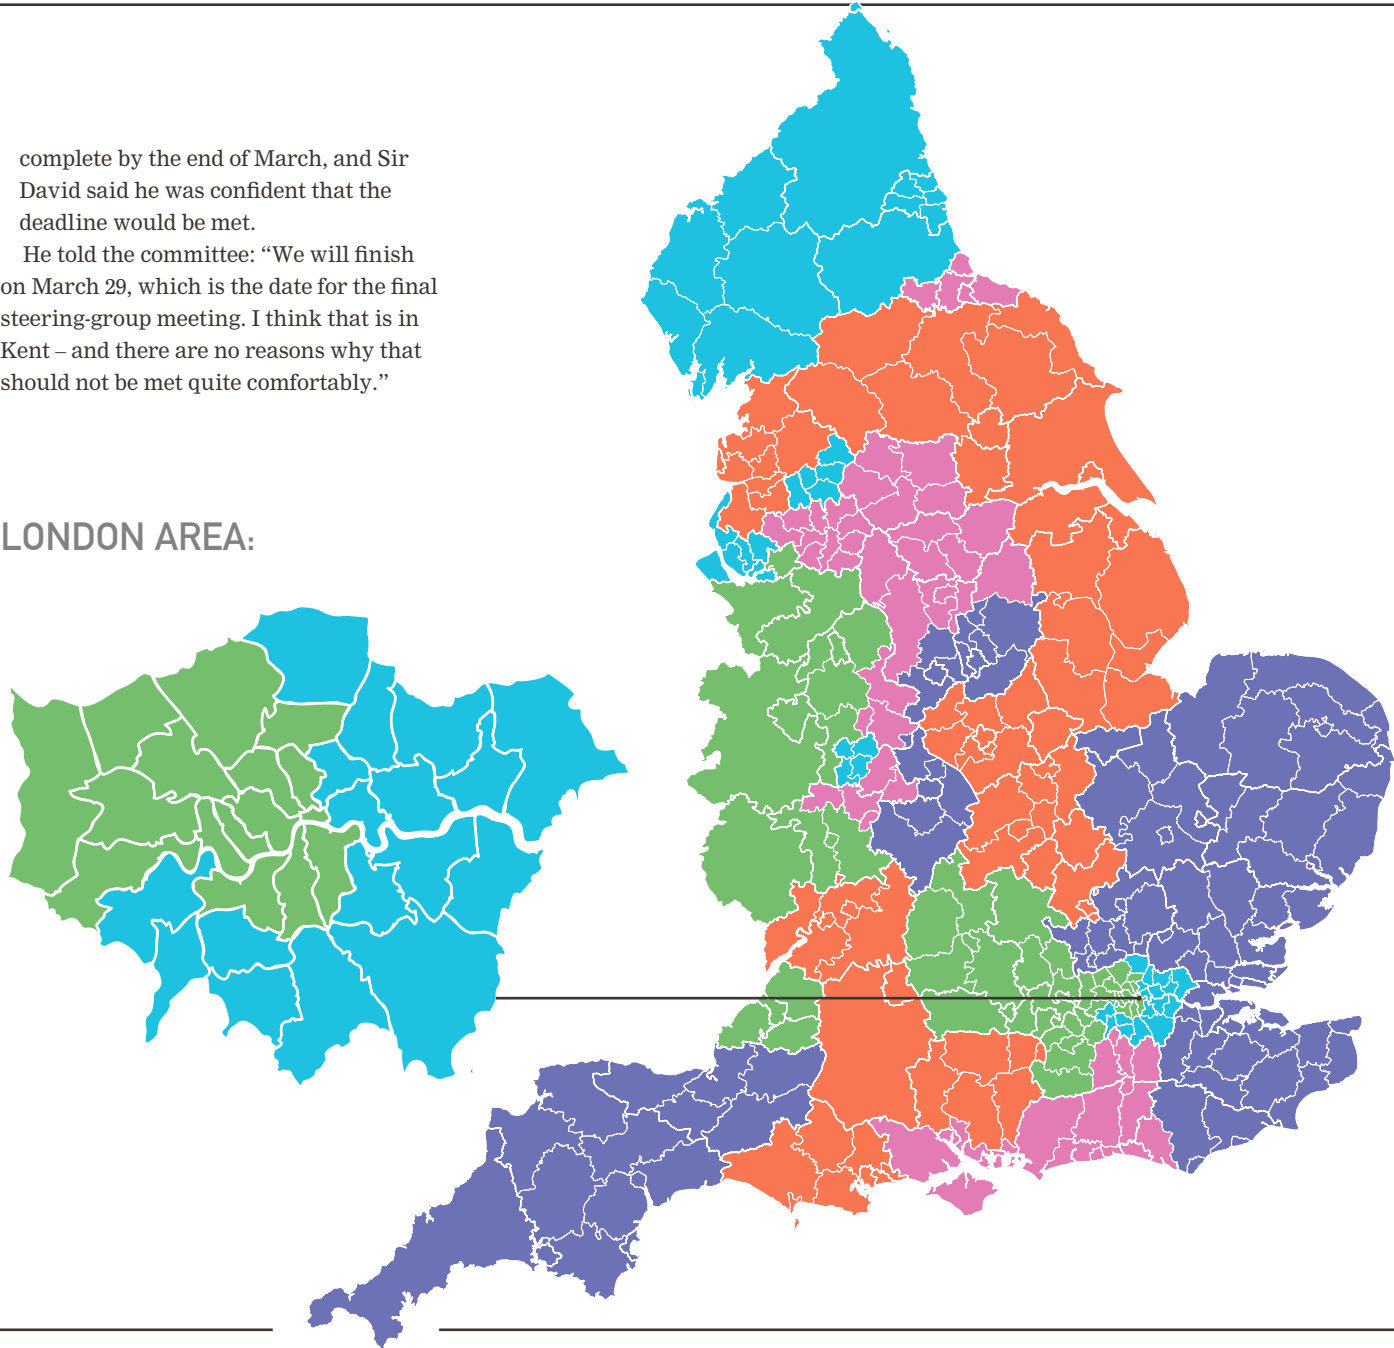 complete by the end of March, and Sir
David said he was confident that the
deadline would be met.
He told the committee: “We will finish
on March 29, which is the date for the final
steering-group meeting. I think that is in
Kent – and there are no reasons why that
should not be met quite comfortably.”
LONDON AREA: